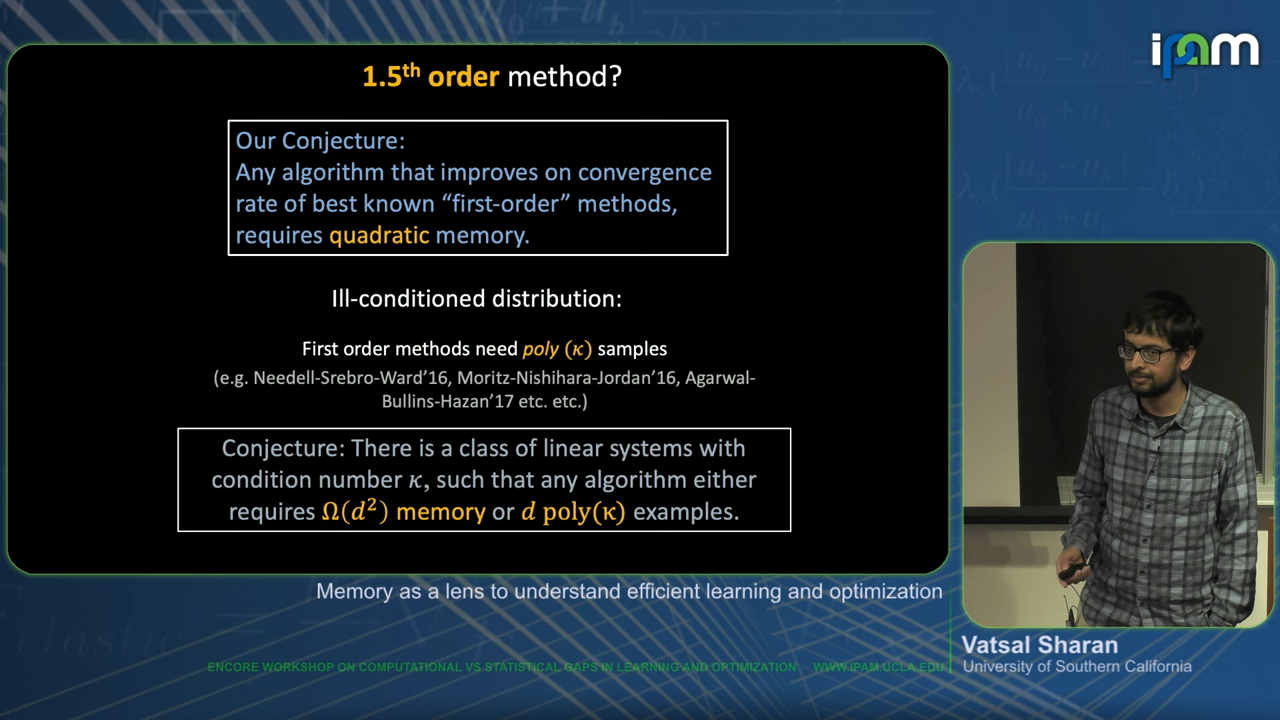 ipam
1.5th order method?
Our Conjecture:
Any algorithm that improves on convergence
rate of best known “first-order” methods,
requires quadratic memory.
Ill-conditioned distribution:
First order methods need poly (κ) samples
(e.g. Needell-Srebro-Ward’16, Moritz-Nishihara-Jordan’16, Agarwal-
Bullins-Hazan’17 etc. etc.)
Conjecture: There is a class of linear systems with
condition number κ, such that any algorithm either
requires Ω(d²) memory or d poly(κ) examples.
Memory as a lens to understand efficient learning and optimization
Vatsal Sharan
University of Southern California
ENCORE WORKSHOP ON COMPUTATIONAL VS STATISTICAL GAPS IN LEARNING AND OPTIMIZATION WWW.IPAM.UCLA.EDU
elastic